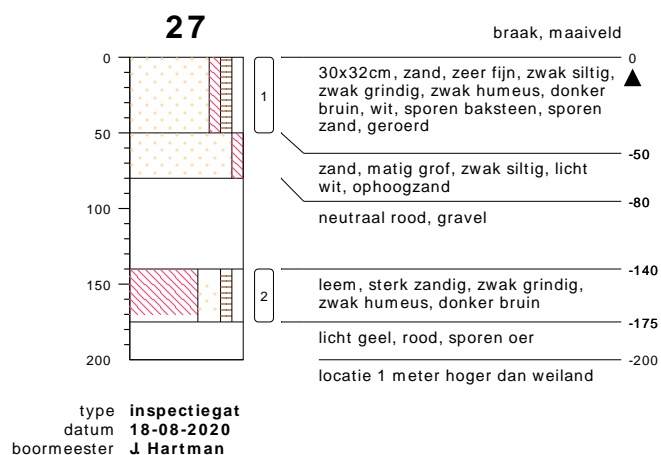 27
braak, maaiveld
0
0
30x32cm, zand, zeer fijn, zwak siltig,
zwak grindig, zwak humeus, donker
bruin, wit, sporen baksteen, sporen
zand, geroerd
1
50
-50
zand, matig grof, zwak siltig, licht
wit, ophoogzand
-80
neutraal rood, gravel
100
-140
leem, sterk zandig, zwak grindig,
zwak humeus, donker bruin
150
2
-175
licht geel, rood, sporen oer
200
-200
locatie 1 meter hoger dan weiland
type inspectiegat
datum 18-08-2020
boormeester J. Hartman